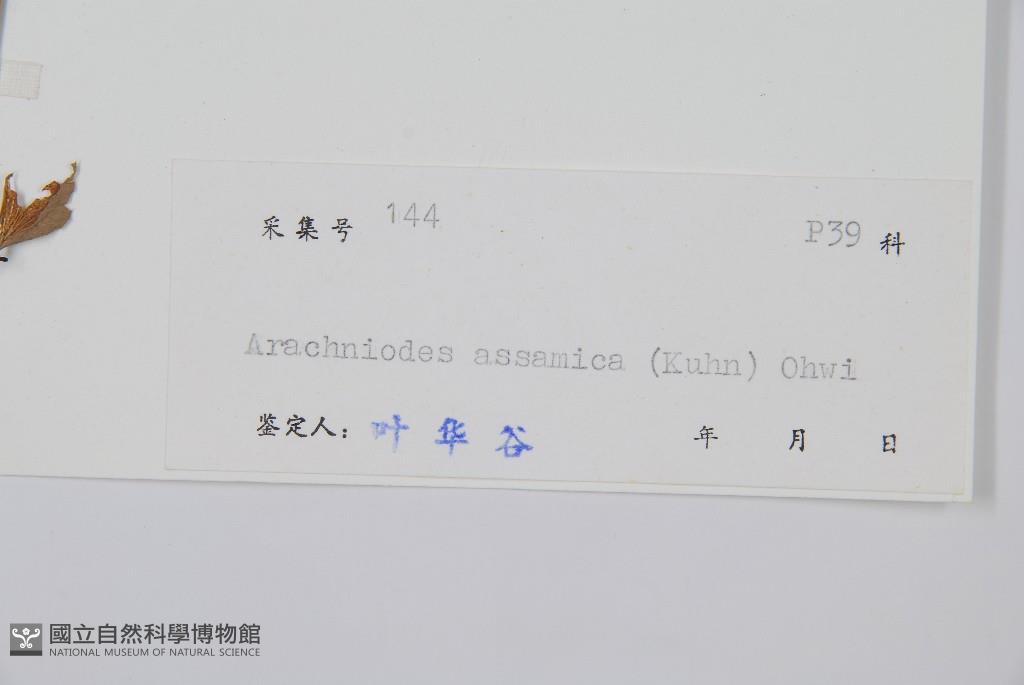 采集号 144 P39 科
Arachniodes assamica (Kuhn) Ohwi
鉴定人: 叶华谷 年 月 日
國立自然科學博物館
NATIONAL MUSEUM OF NATURAL SCIENCE